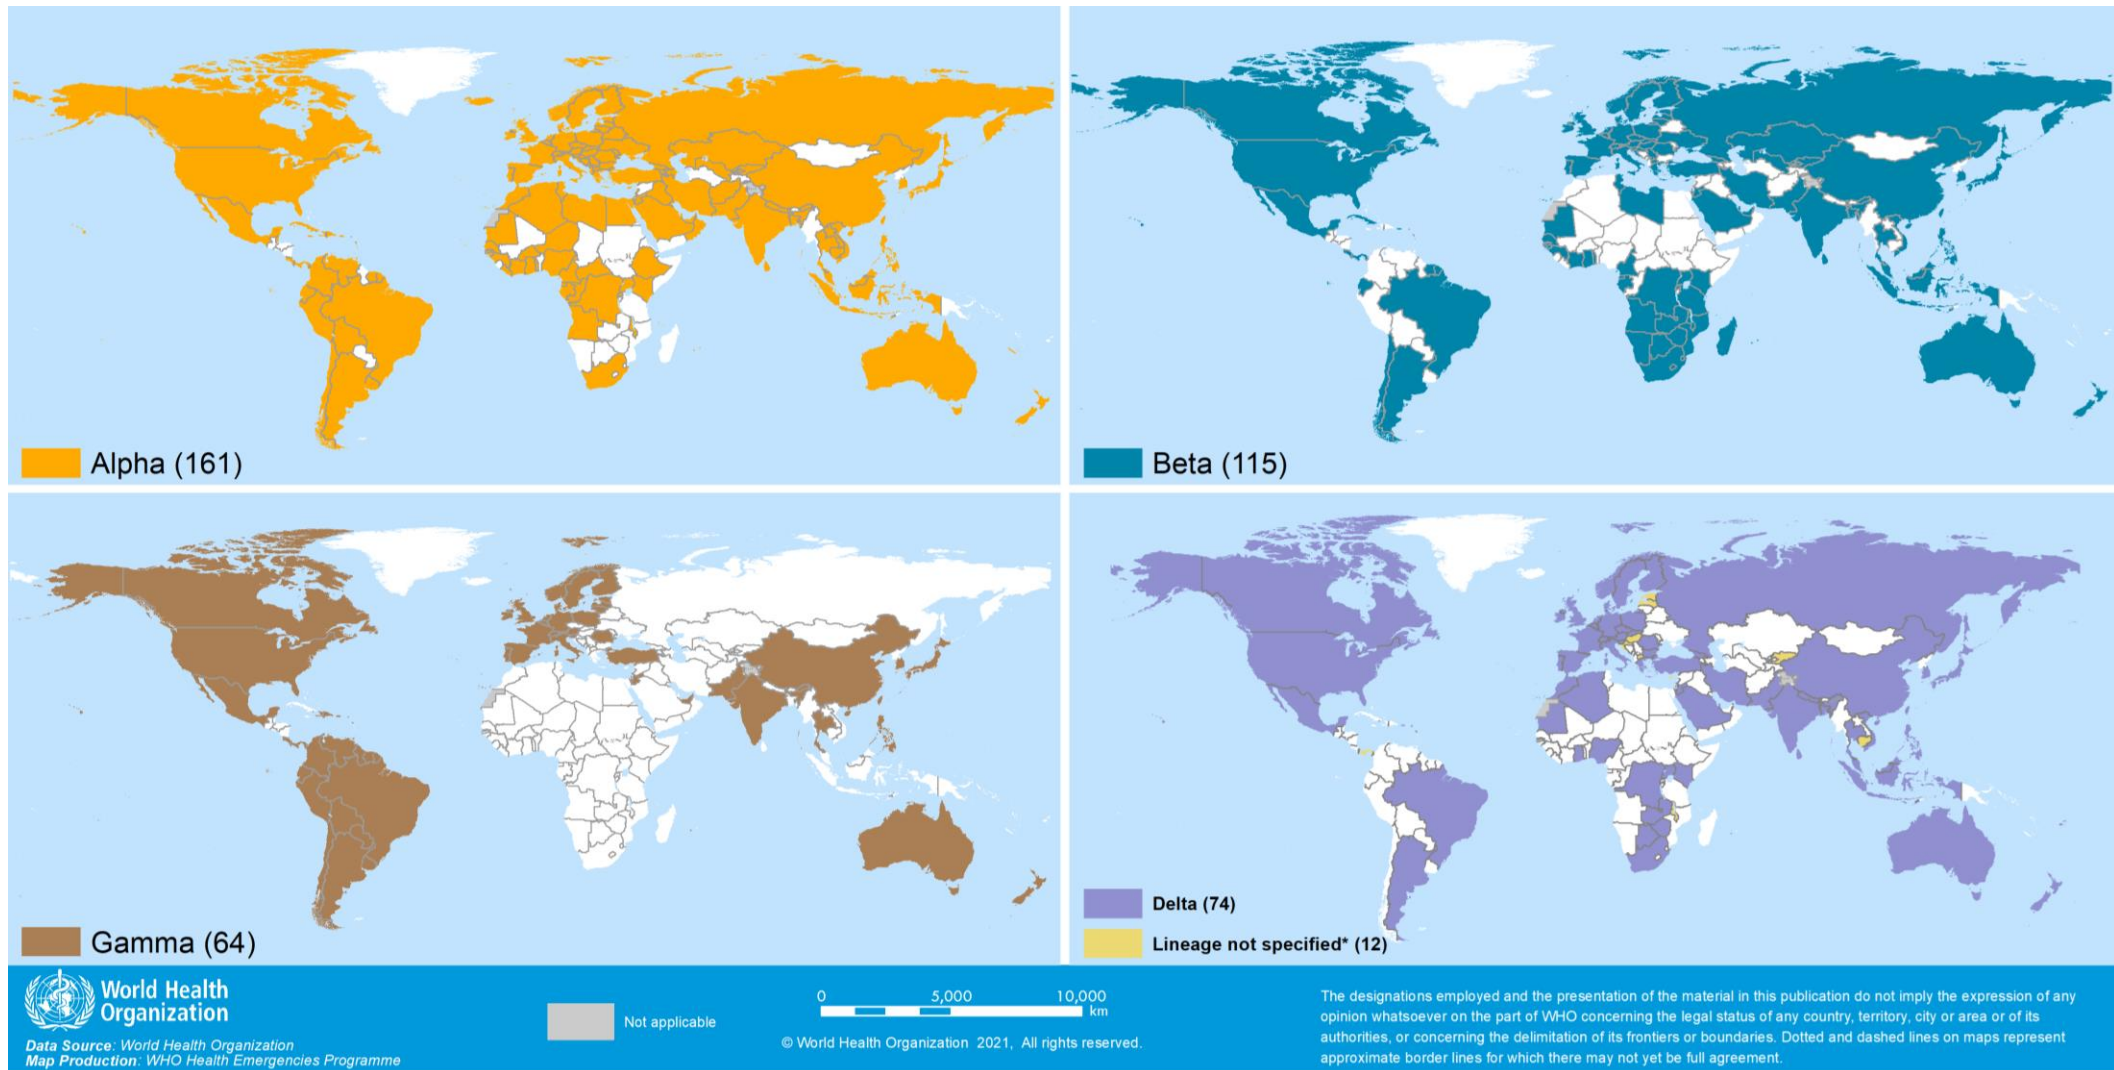 Alpha (161)
Beta (115)
Gamma (64)
Delta (74)
Lineage not specified* (12)
World Health
Organization
Data Source: World Health Organization
Map Production: WHO Health Emergencies Programme
Not applicable
0 5,000 10,000
km
© World Health Organization 2021, All rights reserved.
The designations employed and the presentation of the material in this publication do not imply the expression of any
opinion whatsoever on the part of WHO concerning the legal status of any country, territory, city or area or of its
authorities, or concerning the delimitation of its frontiers or boundaries. Dotted and dashed lines on maps represent
approximate border lines for which there may not yet be full agreement.